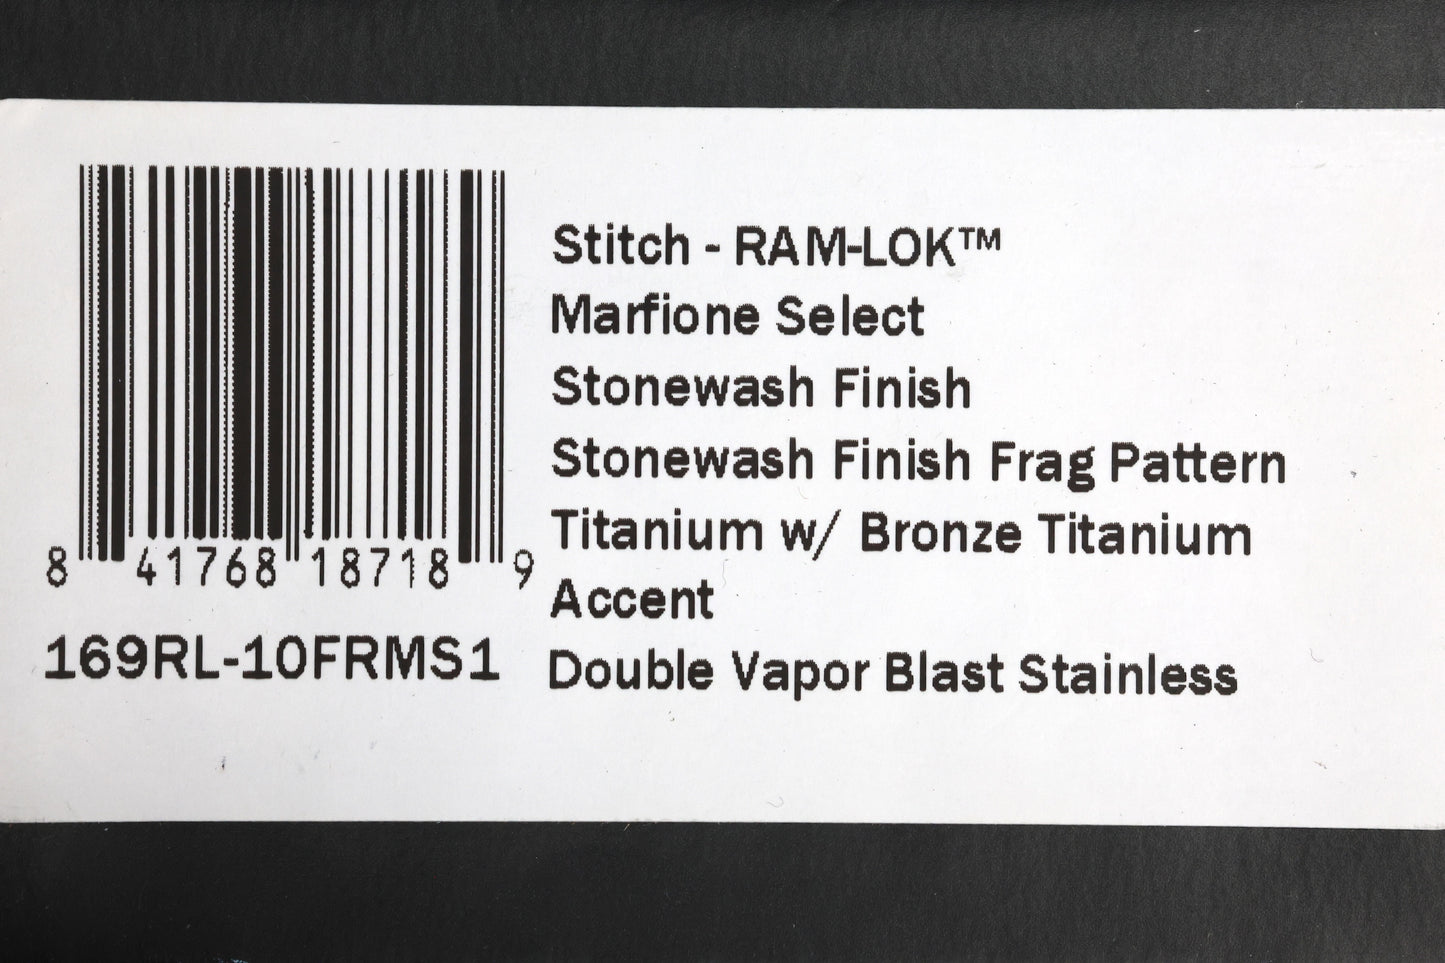 Stitch - RAM-LOK™
Marfione Select
Stonewash Finish
Stonewash Finish Frag Pattern
Titanium w/ Bronze Titanium
Accent
Double Vapor Blast Stainless
8 41768 18718 9
169RL-10FRMS1